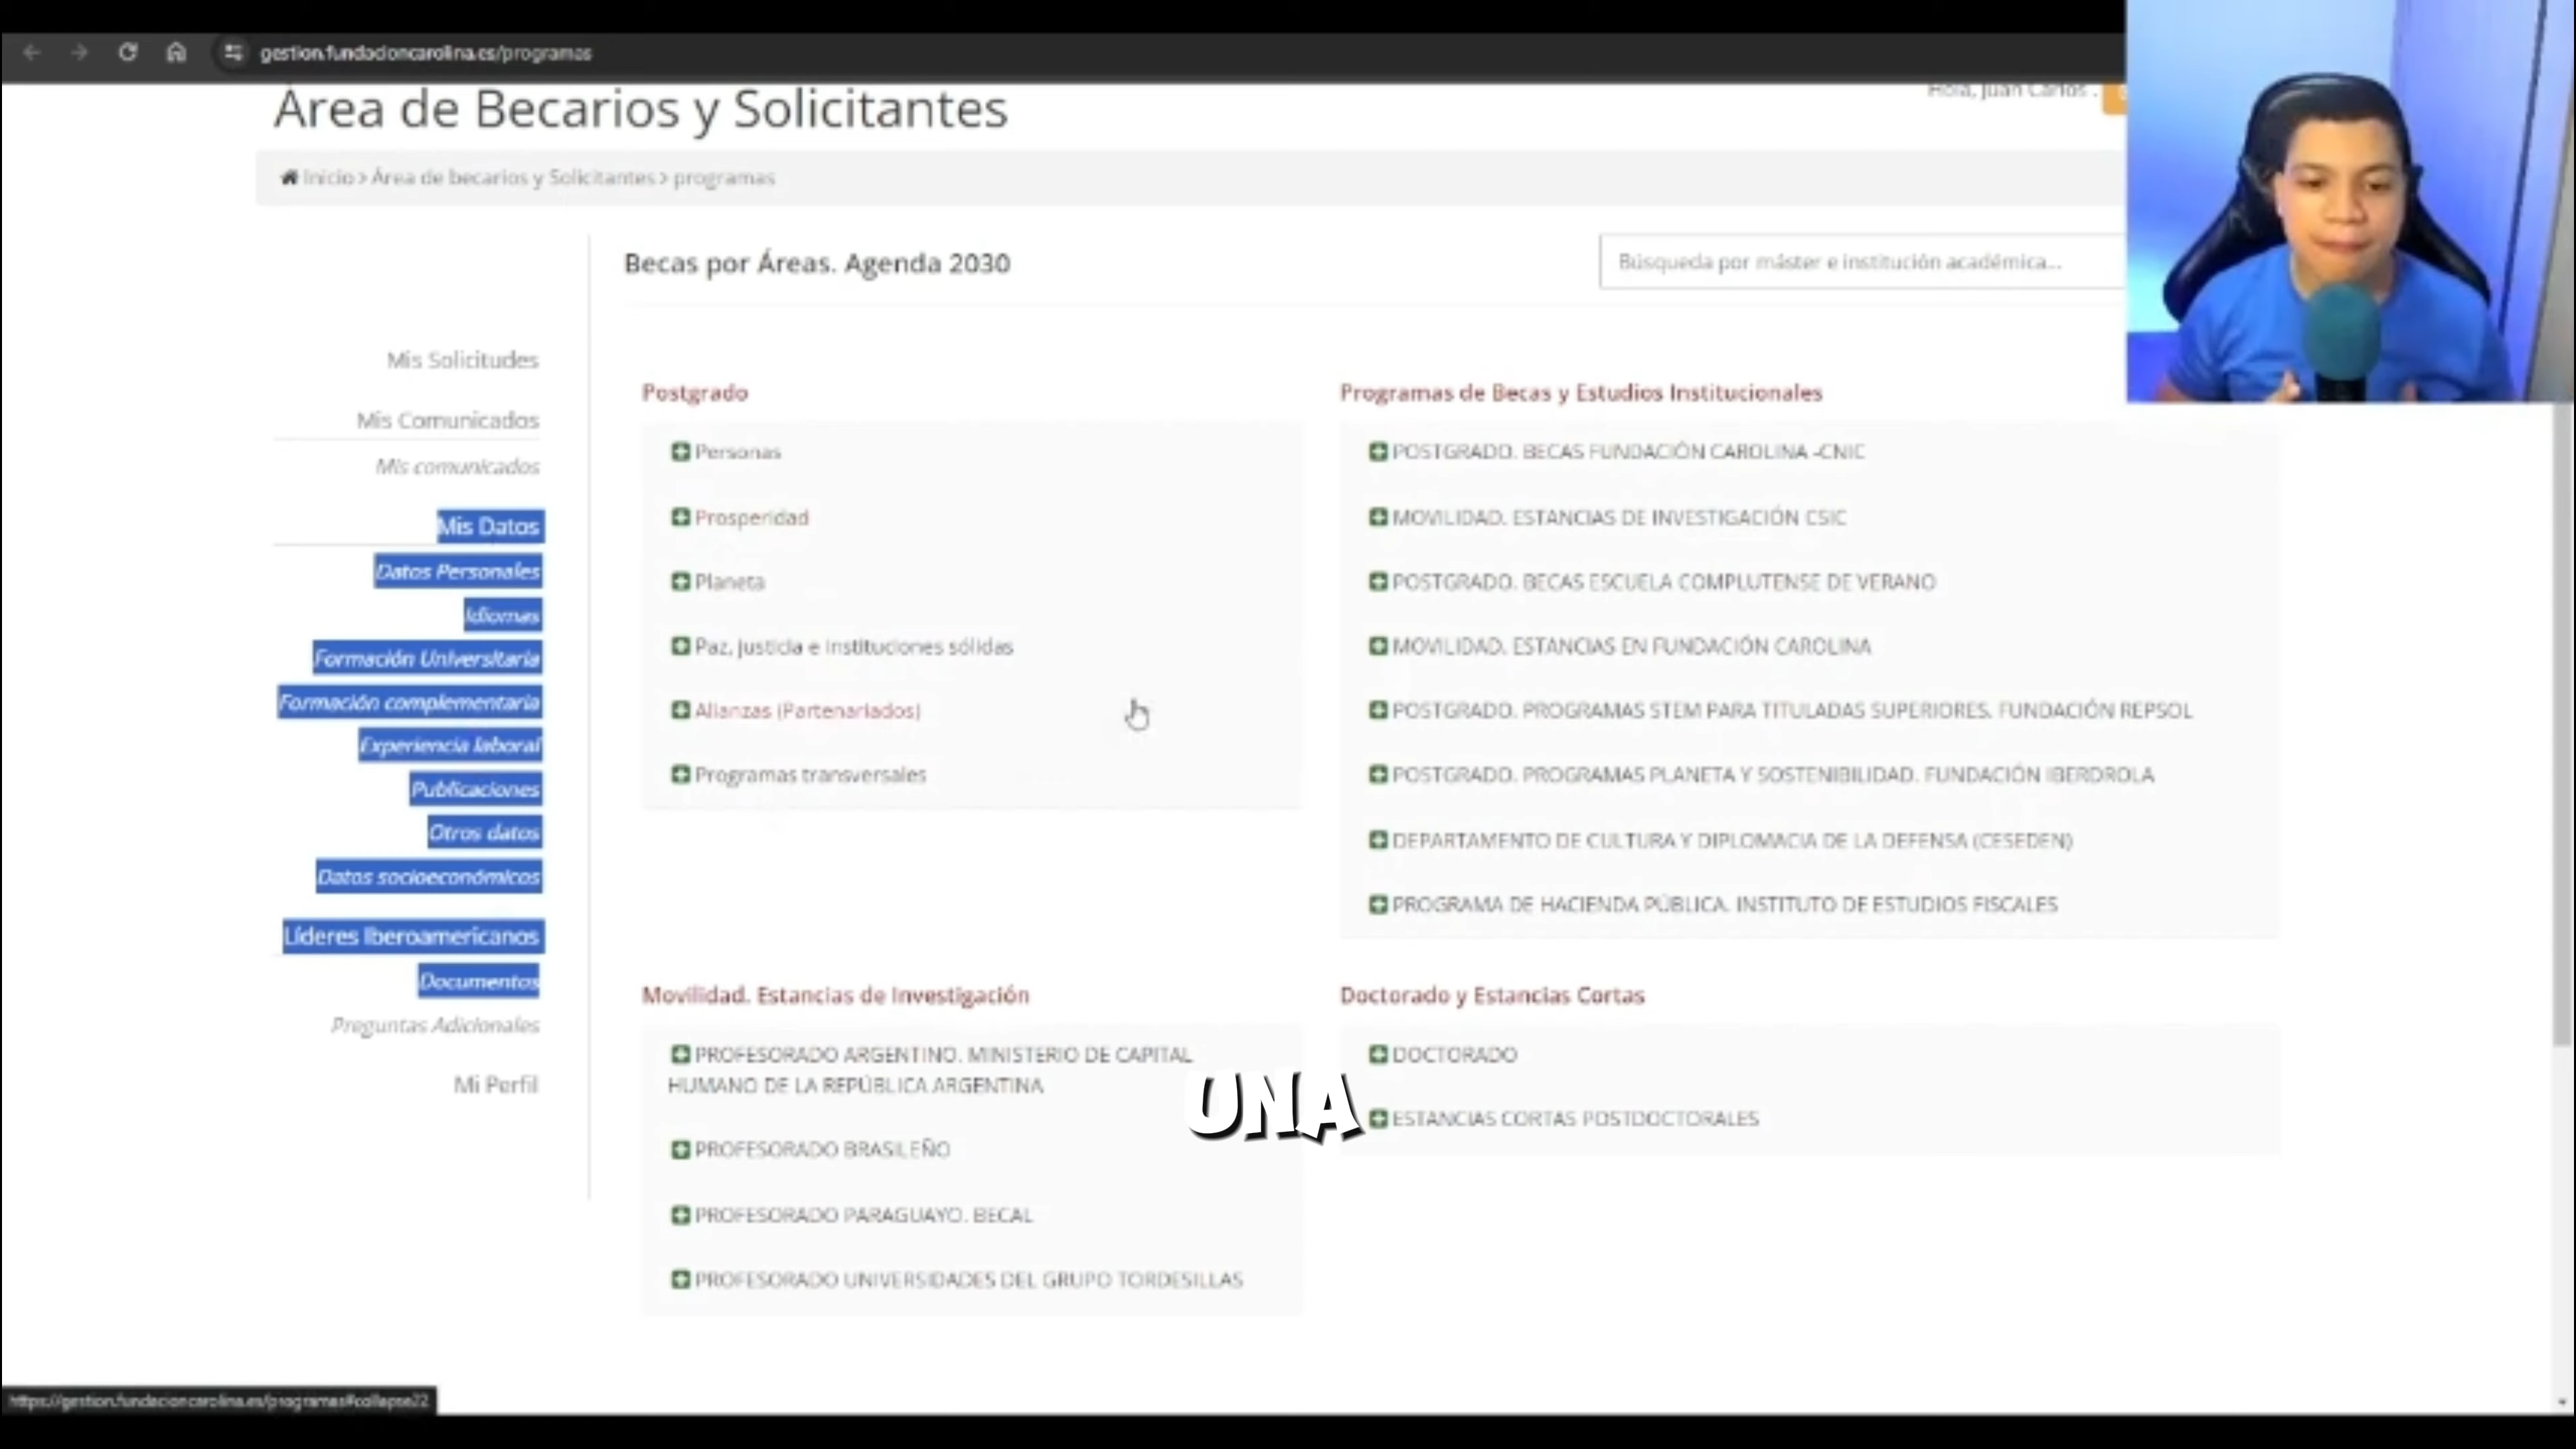 gestion.fundacioncarolina.es/programas
Área de Becarios y Solicitantes
Hola, Juan Carlos .
Inicio > Área de becarios y Solicitantes > programas
Becas por Áreas. Agenda 2030
Búsqueda por máster e institución académica...
Mis Solicitudes
Mis Comunicados
Mis comunicados
Mis Datos
Datos Personales
Idiomas
Formación Universitaria
Formación complementaria
Experiencia laboral
Publicaciones
Otros datos
Datos socioeconómicos
Líderes Iberoamericanos
Documentos
Preguntas Adicionales
Mi Perfil
Postgrado
Personas
Prosperidad
Planeta
Paz, justicia e instituciones sólidas
Alianzas (Partenariados)
Programas transversales
Programas de Becas y Estudios Institucionales
POSTGRADO. BECAS FUNDACIÓN CAROLINA -CNIC
MOVILIDAD. ESTANCIAS DE INVESTIGACIÓN CSIC
POSTGRADO. BECAS ESCUELA COMPLUTENSE DE VERANO
MOVILIDAD. ESTANCIAS EN FUNDACIÓN CAROLINA
POSTGRADO. PROGRAMAS STEM PARA TITULADAS SUPERIORES. FUNDACIÓN REPSOL
POSTGRADO. PROGRAMAS PLANETA Y SOSTENIBILIDAD. FUNDACIÓN IBERDROLA
DEPARTAMENTO DE CULTURA Y DIPLOMACIA DE LA DEFENSA (CESEDEN)
PROGRAMA DE HACIENDA PÚBLICA. INSTITUTO DE ESTUDIOS FISCALES
Movilidad. Estancias de Investigación
PROFESORADO ARGENTINO. MINISTERIO DE CAPITAL
HUMANO DE LA REPÚBLICA ARGENTINA
PROFESORADO BRASILEÑO
PROFESORADO PARAGUAYO. BECAL
PROFESORADO UNIVERSIDADES DEL GRUPO TORDESILLAS
Doctorado y Estancias Cortas
DOCTORADO
ESTANCIAS CORTAS POSTDOCTORALES
UNA
https://gestion.fundacioncarolina.es/programas#collapse22